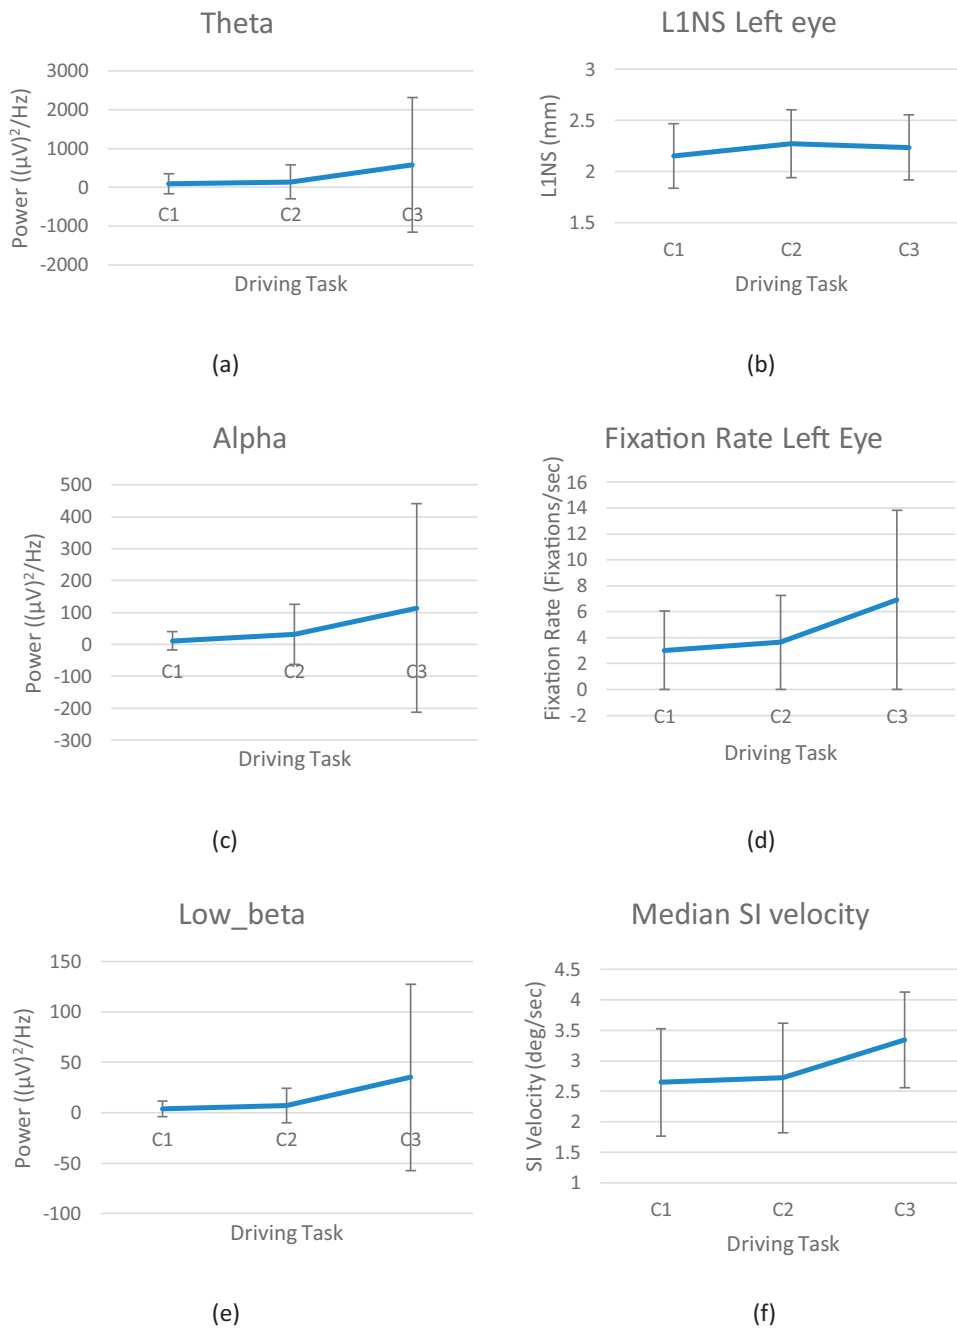 Theta
3000
2000
1000
0
-1000
-2000
Power ((μV)²/Hz)
C1 C2 C3
Driving Task
(a)
L1NS Left eye
3
2.5
2
1.5
L1NS (mm)
C1 C2 C3
Driving Task
(b)
Alpha
500
400
300
200
100
0
-100
-200
-300
Power ((μV)²/Hz)
C1 C2 C3
Driving Task
(c)
Fixation Rate Left Eye
16
14
12
10
8
6
4
2
0
-2
Fixation Rate (Fixations/sec)
C1 C2 C3
Driving Task
(d)
Low_beta
150
100
50
0
-50
-100
Power ((μV)²/Hz)
C1 C2 C3
Driving Task
(e)
Median SI velocity
4.5
4
3.5
3
2.5
2
1.5
1
SI Velocity (deg/sec)
C1 C2 C3
Driving Task
(f)